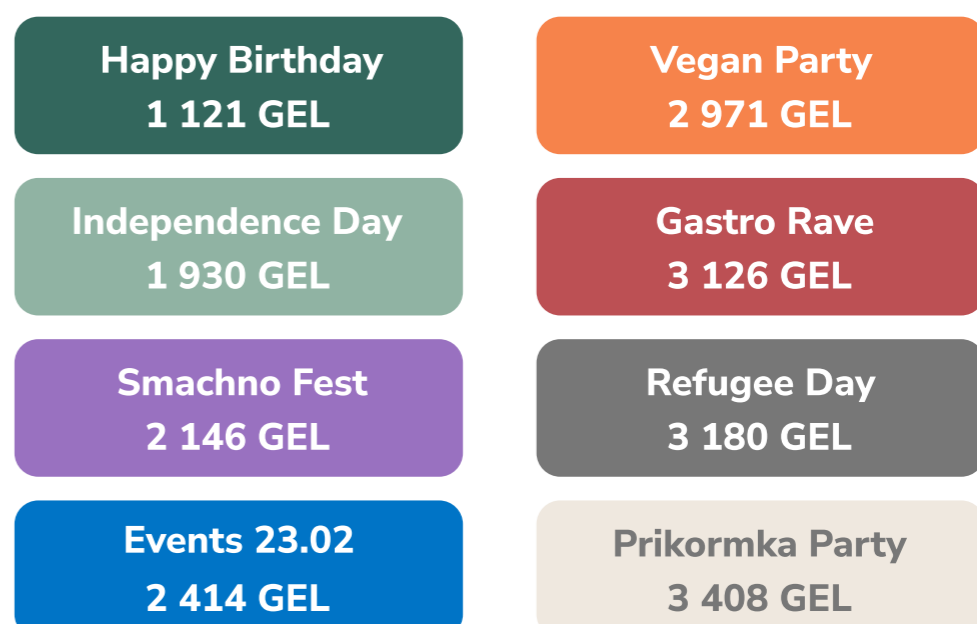 Happy Birthday
1 121 GEL
Independence Day
1 930 GEL
Smachno Fest
2 146 GEL
Events 23.02
2 414 GEL
Vegan Party
2 971 GEL
Gastro Rave
3 126 GEL
Refugee Day
3 180 GEL
Prikormka Party
3 408 GEL